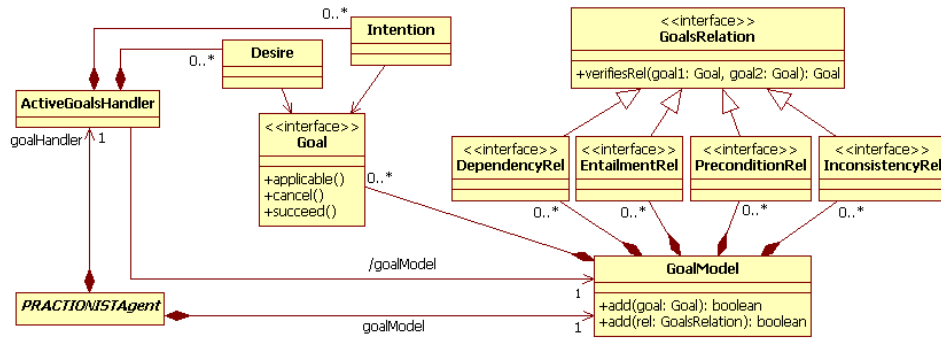 0..*
Intention
<<interface>>
GoalsRelation
Desire
0..*
+verifiesRel(goal1: Goal, goal2: Goal): Goal
ActiveGoalsHandler
goalHandler
1
<<interface>>
Goal
+applicable()
+cancel()
+succeed()
0..*
<<interface>>
DependencyRel
<<interface>>
EntailmentRel
<<interface>>
PreconditionRel
<<interface>>
InconsistencyRel
0..*
0..*
0..*
0..*
/goalModel
1
GoalModel
+add(goal: Goal): boolean
+add(rel: GoalsRelation): boolean
PRACTIONISTAgent
goalModel
1